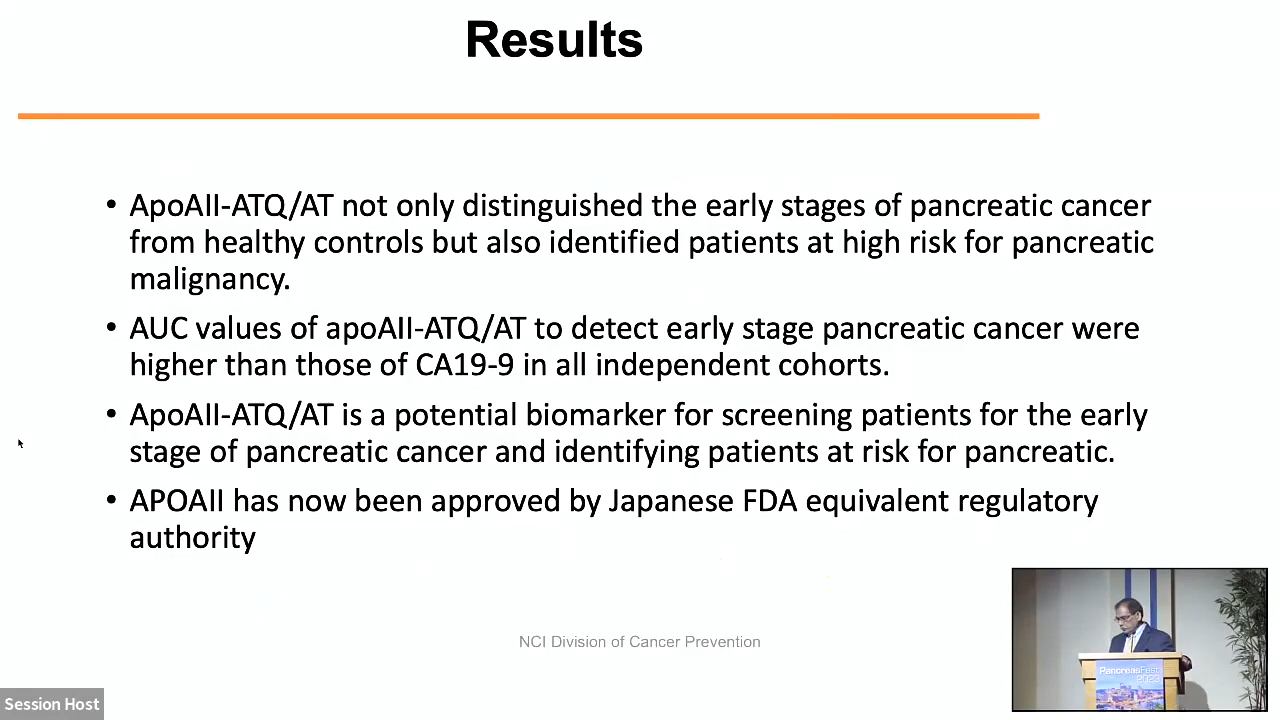 Results
• ApoAII-ATQ/AT not only distinguished the early stages of pancreatic cancer
from healthy controls but also identified patients at high risk for pancreatic
malignancy.
• AUC values of apoAII-ATQ/AT to detect early stage pancreatic cancer were
higher than those of CA19-9 in all independent cohorts.
• ApoAII-ATQ/AT is a potential biomarker for screening patients for the early
stage of pancreatic cancer and identifying patients at risk for pancreatic.
• APOAII has now been approved by Japanese FDA equivalent regulatory
authority
NCI Division of Cancer Prevention
PancreasFest
2023
Session Host